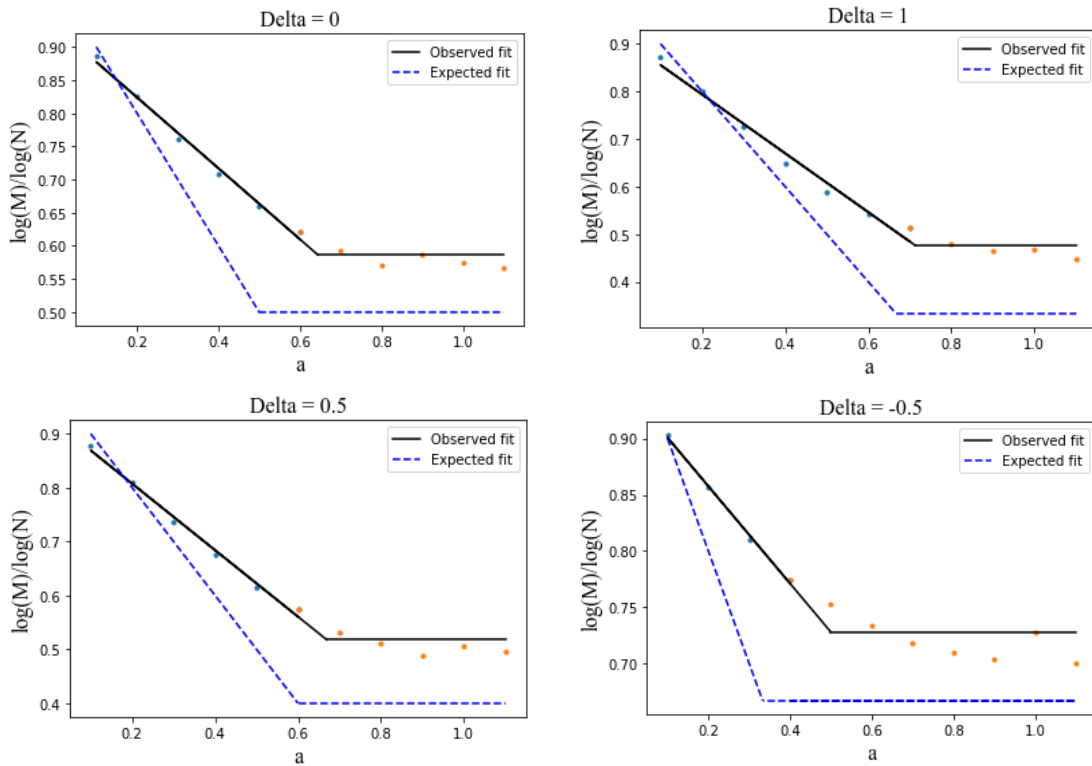 Delta = 0
0.90
0.85
0.80
0.75
0.70
0.65
0.60
0.55
0.50
log(M)/log(N)
Observed fit
Expected fit
0.2 0.4 0.6 0.8 1.0
a
Delta = 1
0.9
0.8
0.7
0.6
0.5
0.4
log(M)/log(N)
Observed fit
Expected fit
0.2 0.4 0.6 0.8 1.0
a
Delta = 0.5
0.9
0.8
0.7
0.6
0.5
0.4
log(M)/log(N)
Observed fit
Expected fit
0.2 0.4 0.6 0.8 1.0
a
Delta = -0.5
0.90
0.85
0.80
0.75
0.70
log(M)/log(N)
Observed fit
Expected fit
0.2 0.4 0.6 0.8 1.0
a